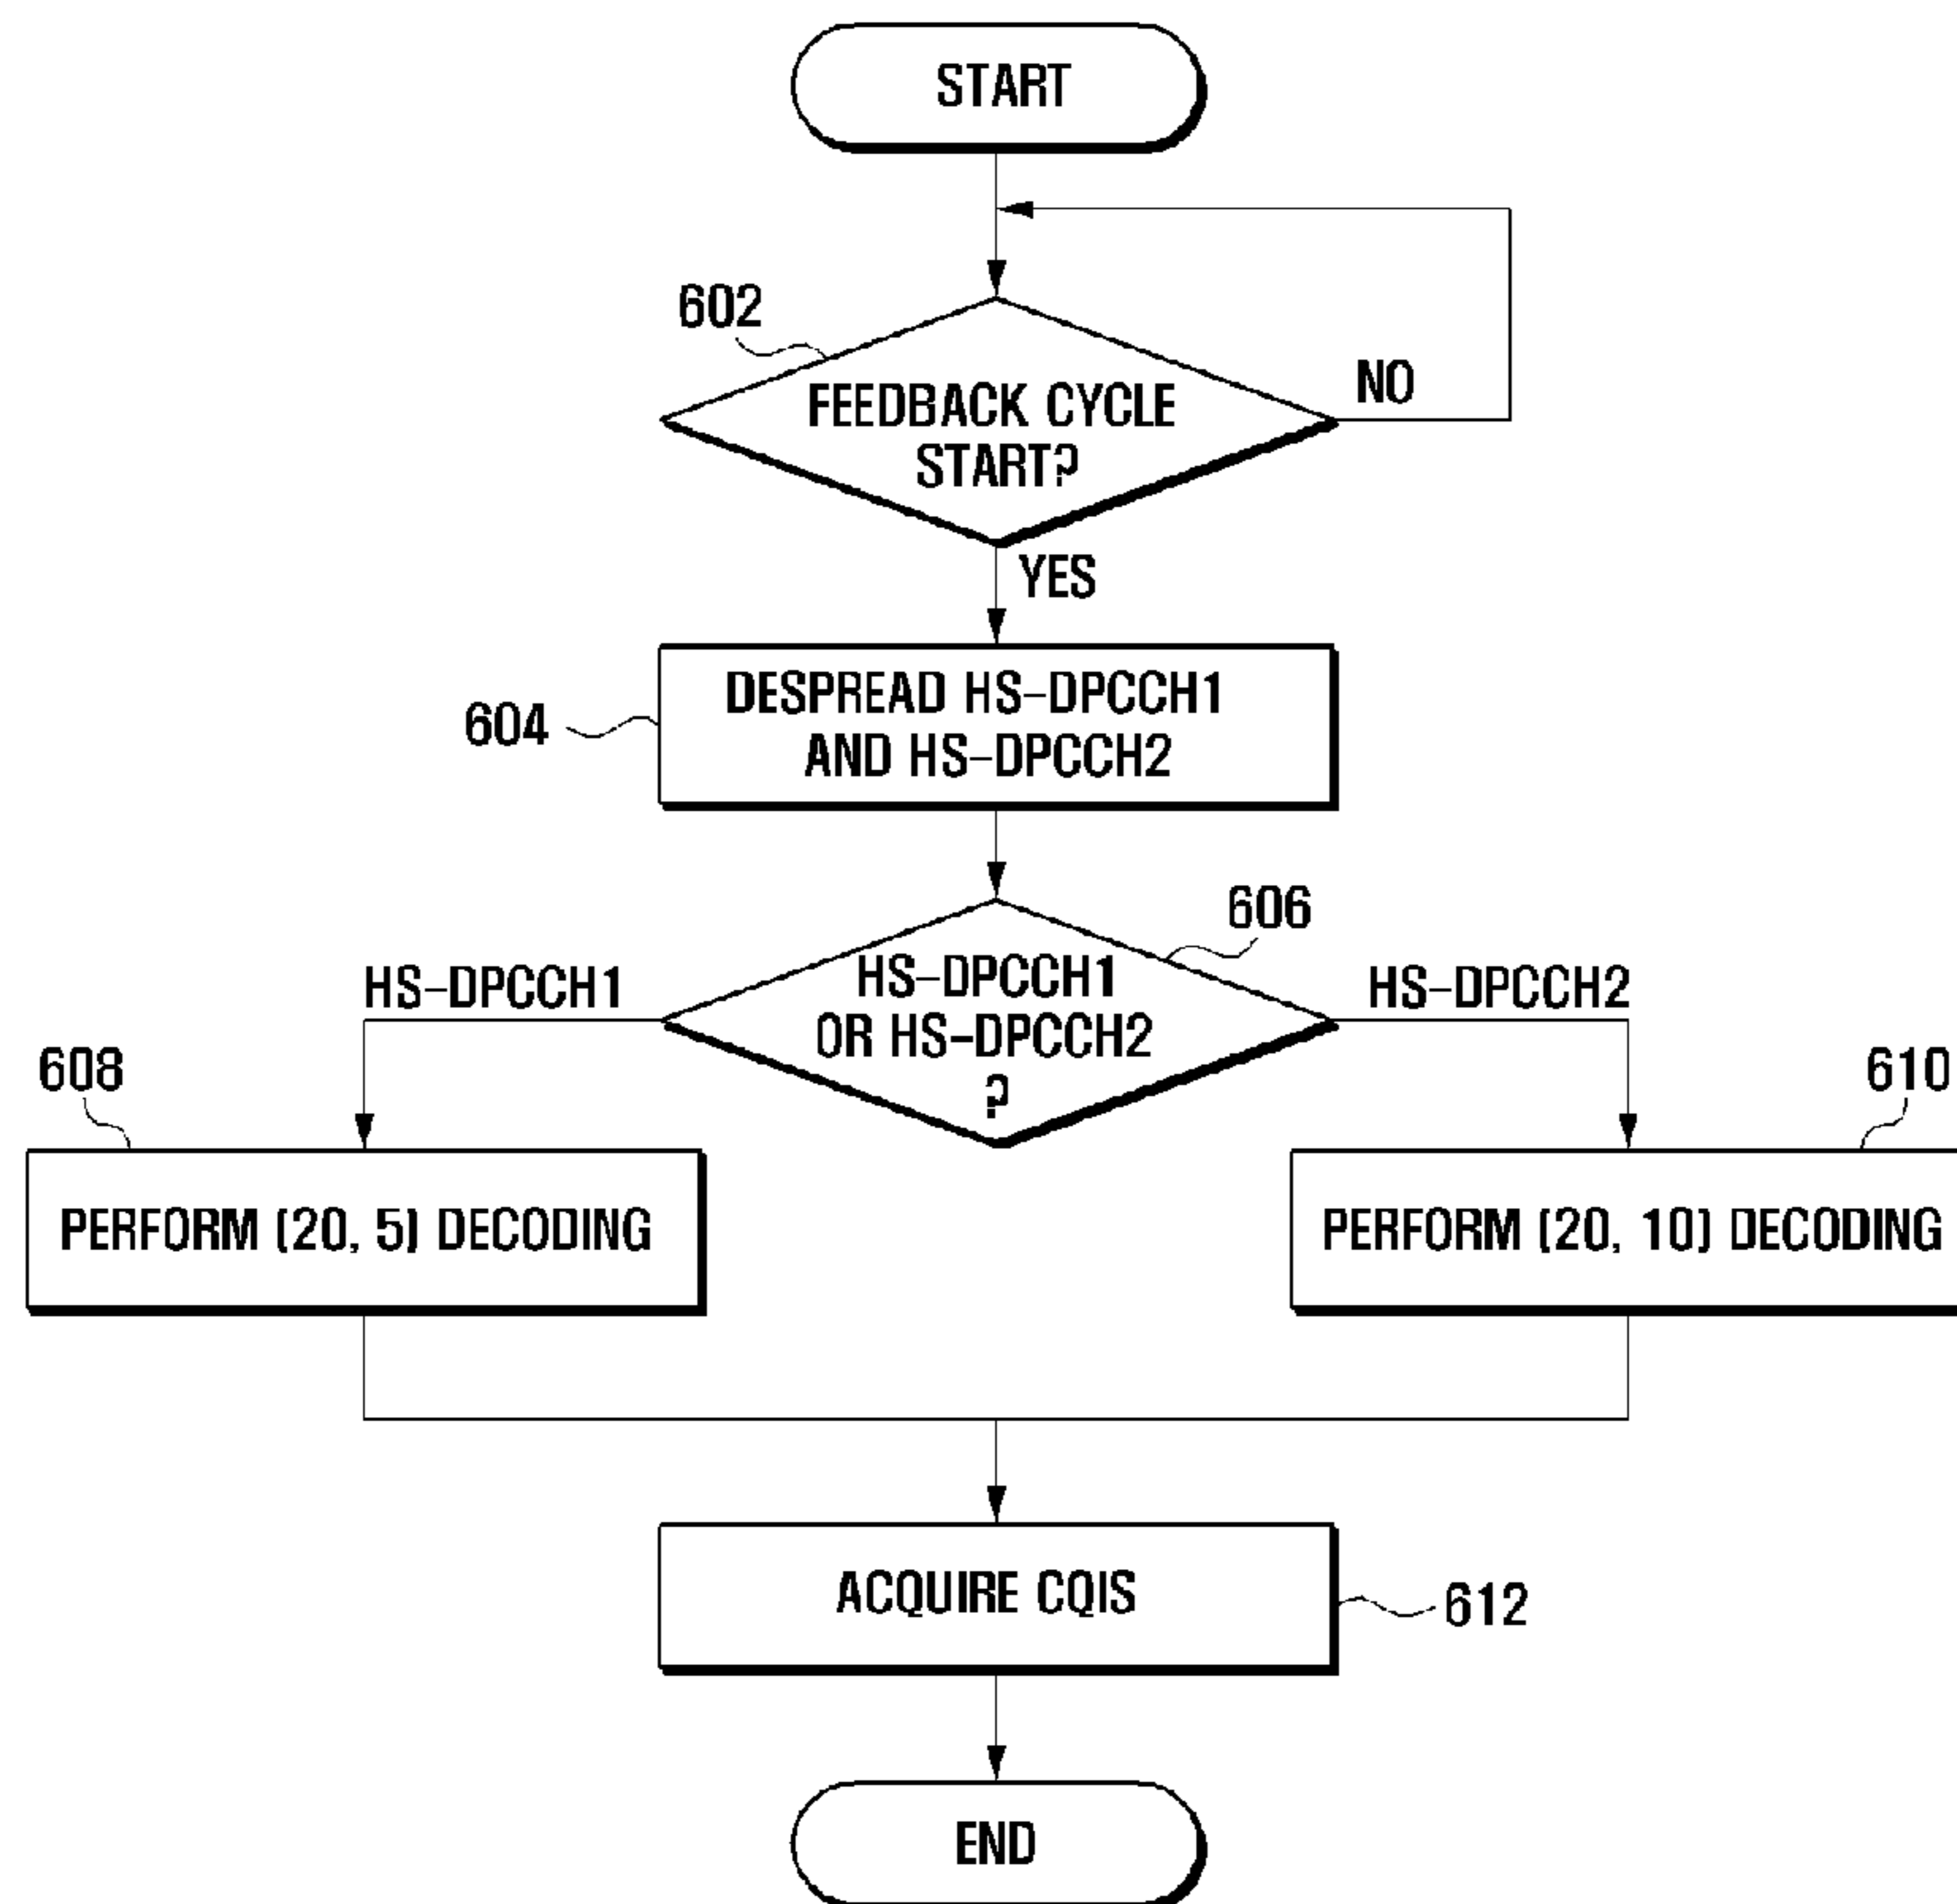 START
602
FEEDBACK CYCLE
START?
NO
YES
604
DESPREAD HS-DPCCH1
AND HS-DPCCH2
606
HS-DPCCH1
HS-DPCCH1
OR HS-DPCCH2
?
HS-DPCCH2
608
610
PERFORM (20, 5) DECODING
PERFORM (20, 10) DECODING
ACQUIRE CQIS
612
END